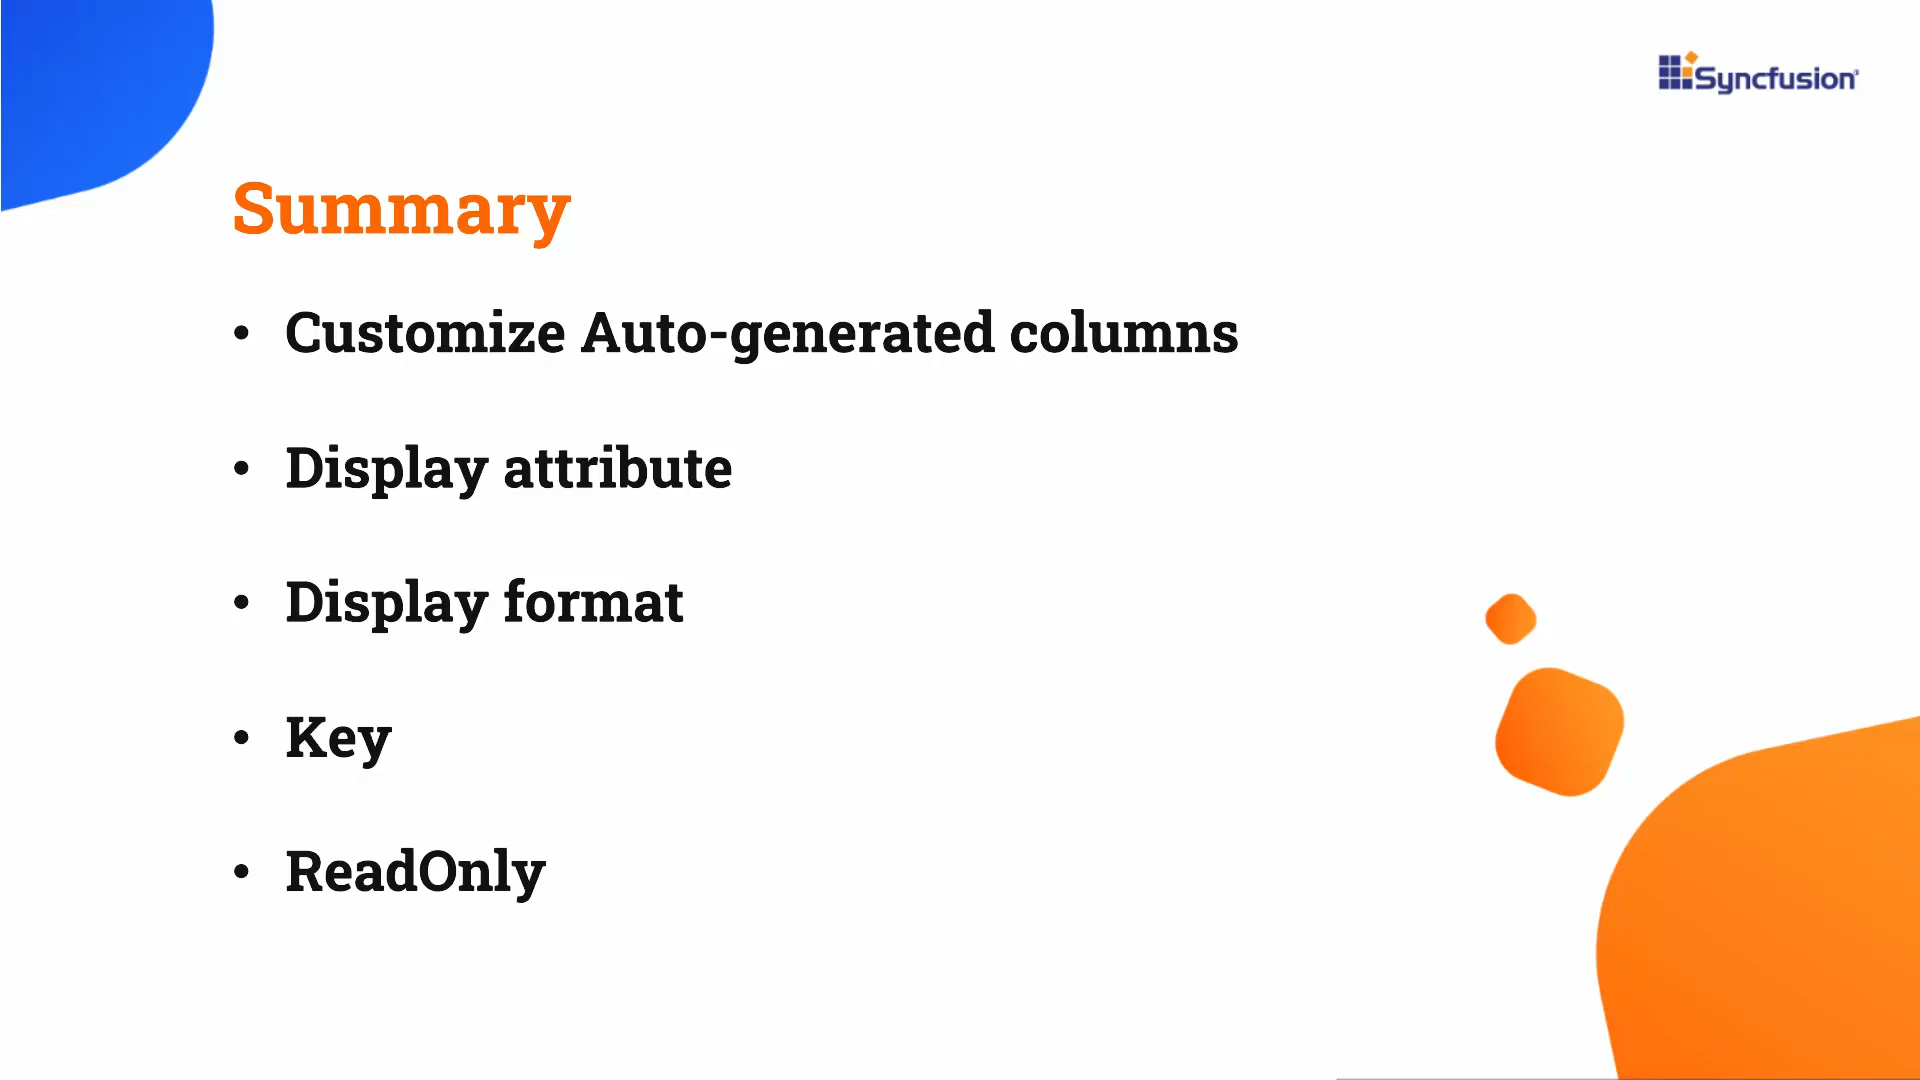 Syncfusion
Summary
• Customize Auto-generated columns
• Display attribute
• Display format
• Key
• ReadOnly